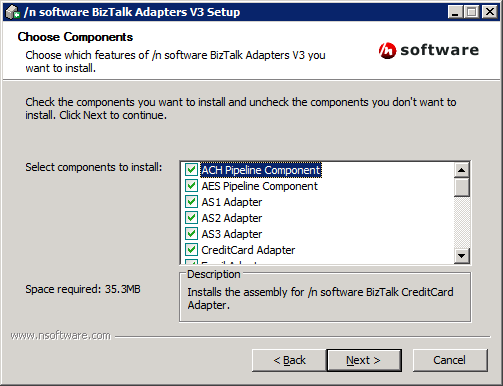 /n software BizTalk Adapters V3 Setup
Choose Components
Choose which features of /n software BizTalk Adapters V3 you
want to install.
n software
Check the components you want to install and uncheck the components you don't want to
install. Click Next to continue.
Select components to install:
ACH Pipeline Component
AES Pipeline Component
AS1 Adapter
AS2 Adapter
AS3 Adapter
CreditCard Adapter
Email Adapter
Space required: 35.3MB
Description
Installs the assembly for /n software BizTalk CreditCard
Adapter.
www.nsoftware.com
< Back
Next >
Cancel